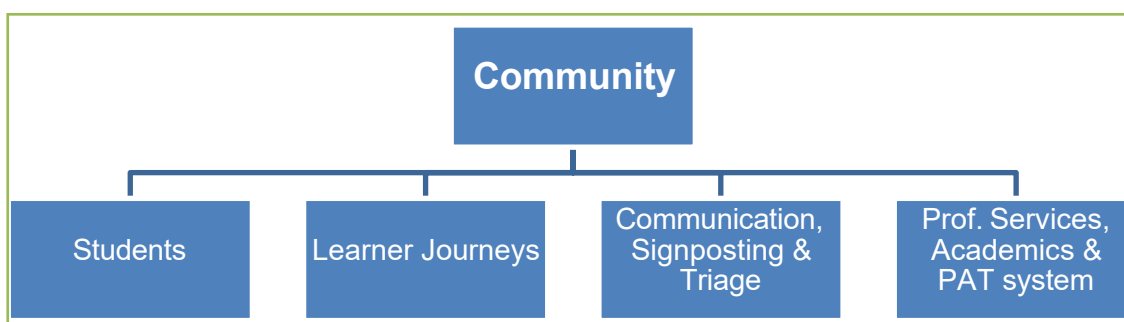 Community
Students
Learner Journeys
Communication,
Signposting &
Triage
Prof. Services,
Academics &
PAT system